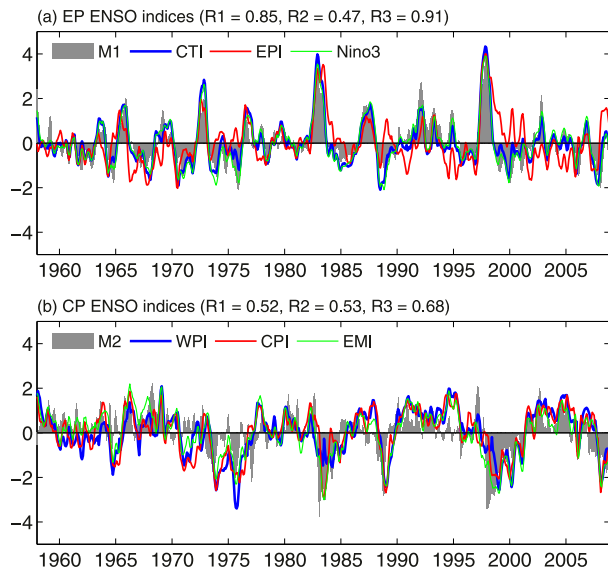 (a) EP ENSO indices (R1 = 0.85, R2 = 0.47, R3 = 0.91)
M1 CTI EPI Nino3
4
2
0
−2
−4
1960 1965 1970 1975 1980 1985 1990 1995 2000 2005
(b) CP ENSO indices (R1 = 0.52, R2 = 0.53, R3 = 0.68)
M2 WPI CPI EMI
4
2
0
−2
−4
1960 1965 1970 1975 1980 1985 1990 1995 2000 2005